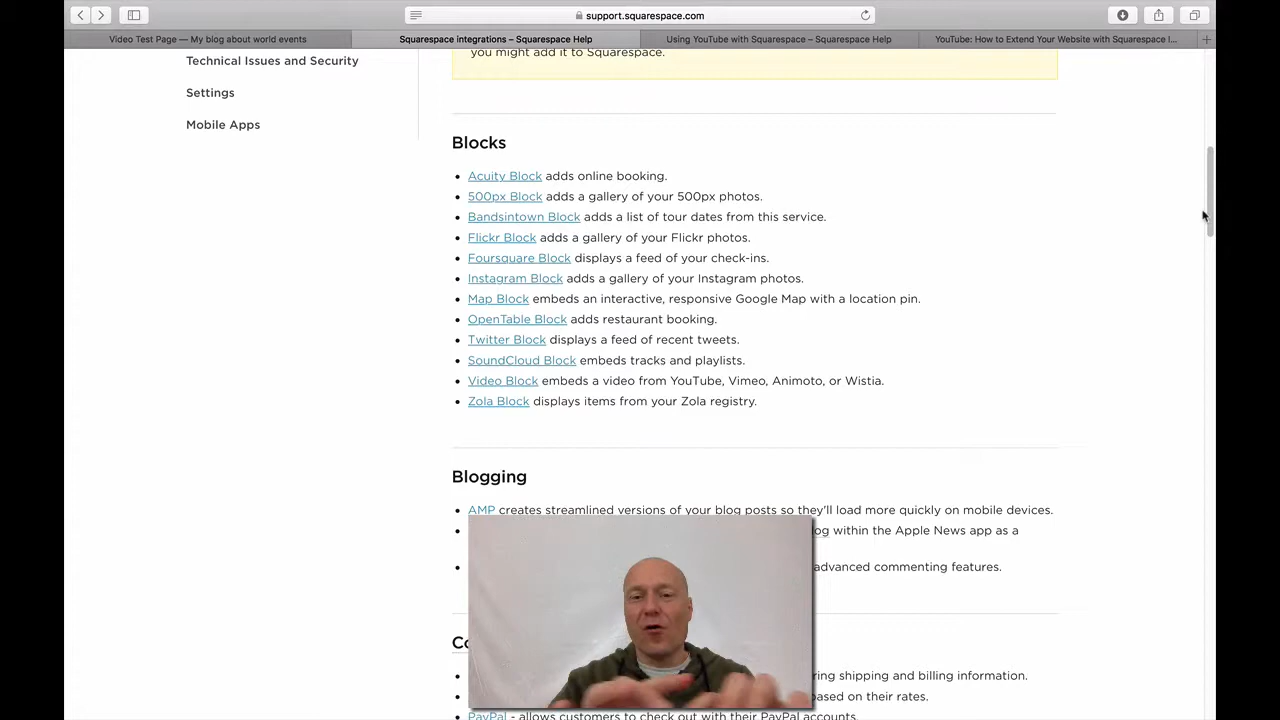 support.squarespace.com
Video Test Page — My blog about world events
Squarespace integrations – Squarespace Help
Using YouTube with Squarespace – Squarespace Help
YouTube: How to Extend Your Website with Squarespace I...
you might add it to Squarespace.
Technical Issues and Security
Settings
Mobile Apps
Blocks
• Acuity Block adds online booking.
• 500px Block adds a gallery of your 500px photos.
• Bandsintown Block adds a list of tour dates from this service.
• Flickr Block adds a gallery of your Flickr photos.
• Foursquare Block displays a feed of your check-ins.
• Instagram Block adds a gallery of your Instagram photos.
• Map Block embeds an interactive, responsive Google Map with a location pin.
• OpenTable Block adds restaurant booking.
• Twitter Block displays a feed of recent tweets.
• SoundCloud Block embeds tracks and playlists.
• Video Block embeds a video from YouTube, Vimeo, Animoto, or Wistia.
• Zola Block displays items from your Zola registry.
Blogging
• AMP creates streamlined versions of your blog posts so they'll load more quickly on mobile devices.
• within the Apple News app as a
• advanced commenting features.
• shipping and billing information.
• based on their rates.
PayPal - allows customers to check out with their PayPal accounts.